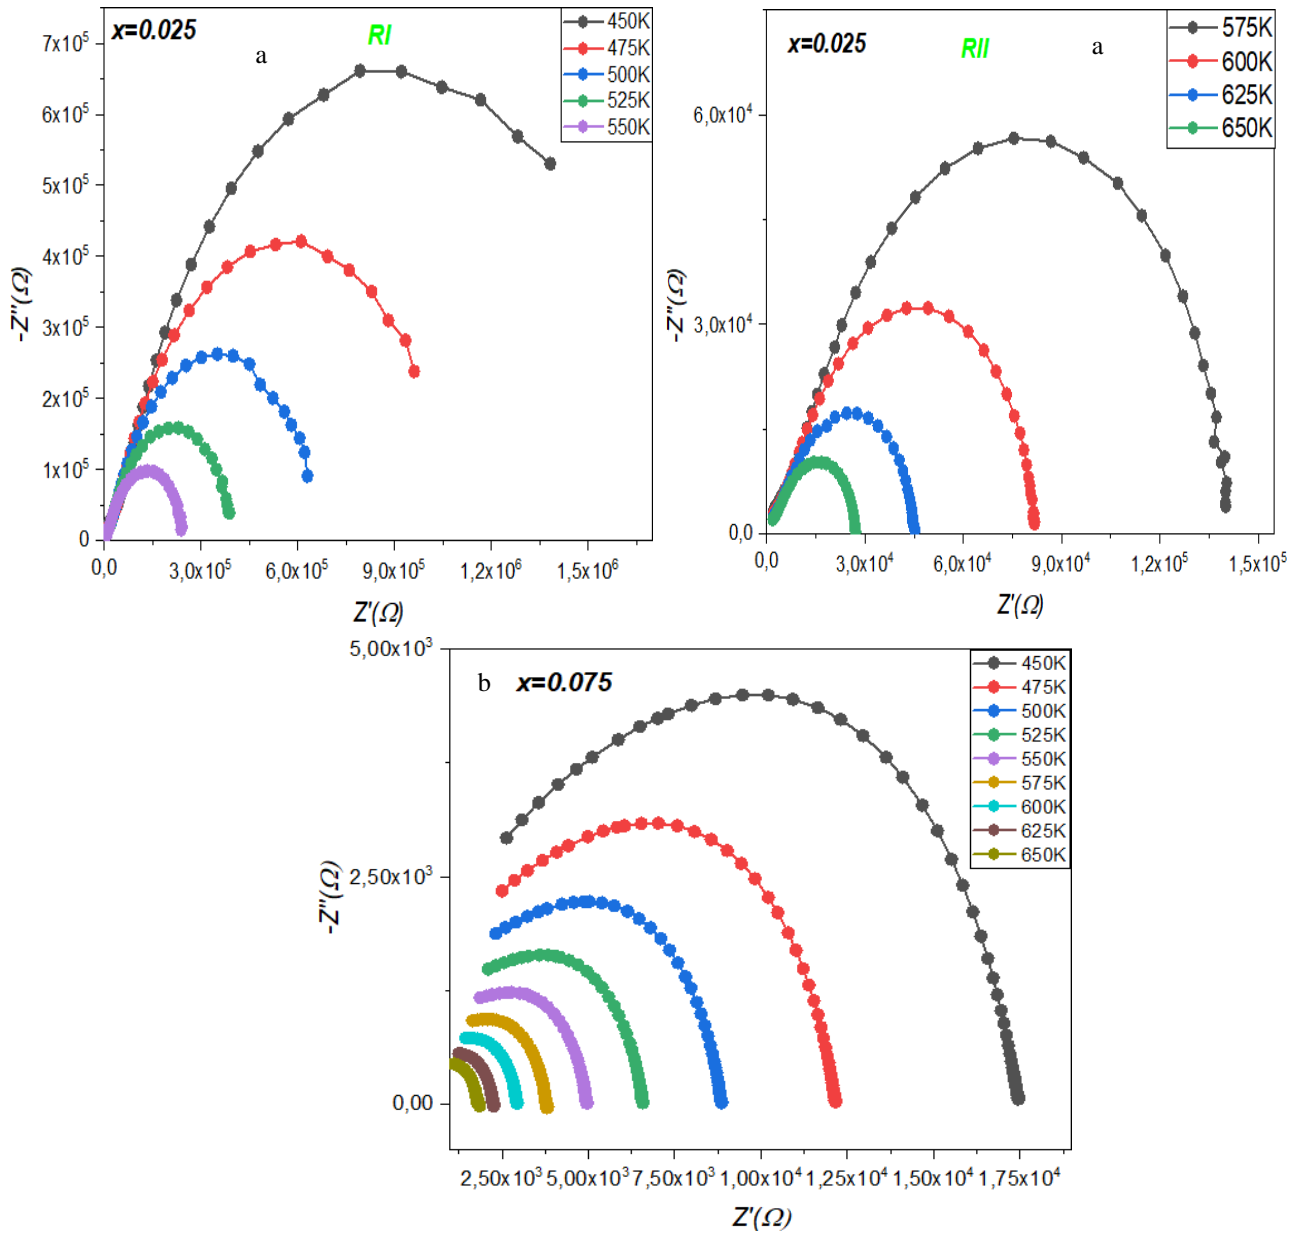 x=0.025
a
RI
450K
475K
500K
525K
550K
7x10⁵
6x10⁵
5x10⁵
4x10⁵
3x10⁵
2x10⁵
1x10⁵
0
-Z''(Ω)
0,0
3,0x10⁵
6,0x10⁵
9,0x10⁵
1,2x10⁶
1,5x10⁶
Z'(Ω)
x=0.025
RII
a
575K
600K
625K
650K
6,0x10⁴
3,0x10⁴
0,0
-Z''(Ω)
0,0
3,0x10⁴
6,0x10⁴
9,0x10⁴
1,2x10⁵
1,5x10⁵
Z'(Ω)
b
x=0.075
450K
475K
500K
525K
550K
575K
600K
625K
650K
5,00x10³
2,50x10³
0,00
-Z''(Ω)
2,50x10³
5,00x10³
7,50x10³
1,00x10⁴
1,25x10⁴
1,50x10⁴
1,75x10⁴
Z'(Ω)